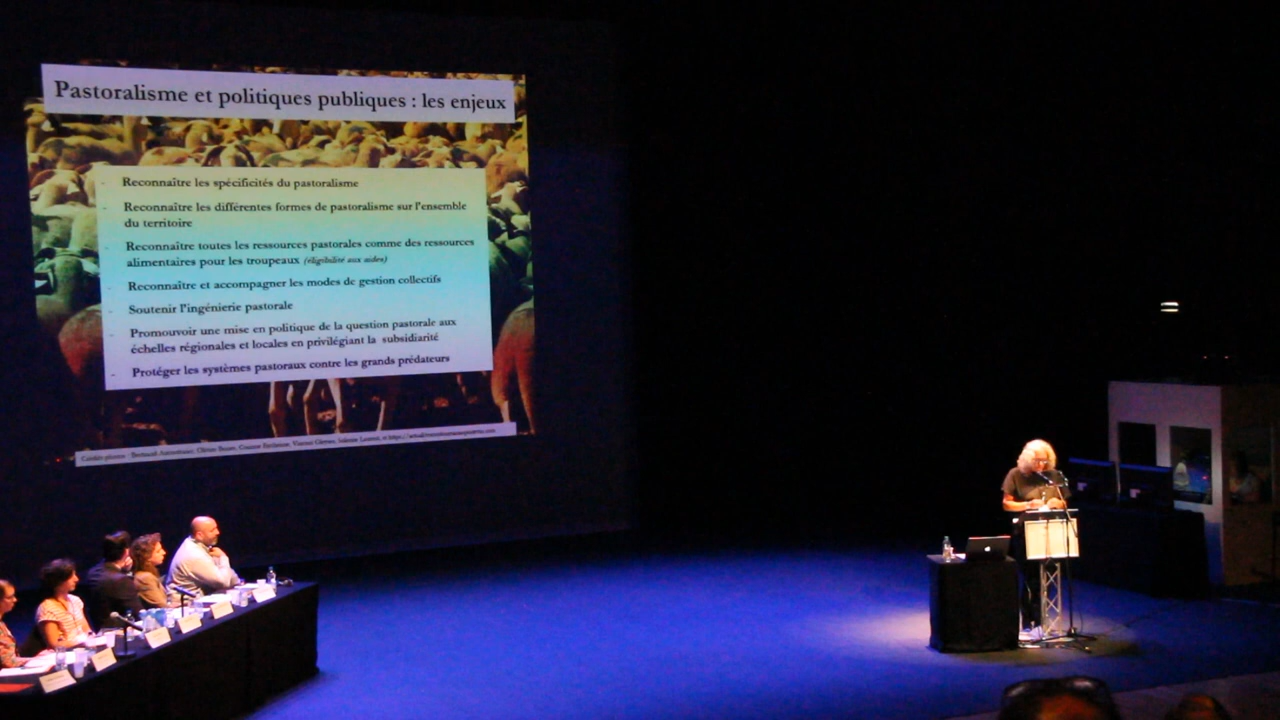 Pastoralisme et politiques publiques : les enjeux
- Reconnaître les spécificités du pastoralisme
- Reconnaître les différentes formes de pastoralisme sur l'ensemble
du territoire
- Reconnaître toutes les ressources pastorales comme des ressources
alimentaires pour les troupeaux (éligibilité aux aides)
- Reconnaître et accompagner les modes de gestion collectifs
- Soutenir l'ingénierie pastorale
- Promouvoir une mise en politique de la question pastorale aux
échelles régionales et locales en privilégiant la subsidiarité
- Protéger les systèmes pastoraux contre les grands prédateurs